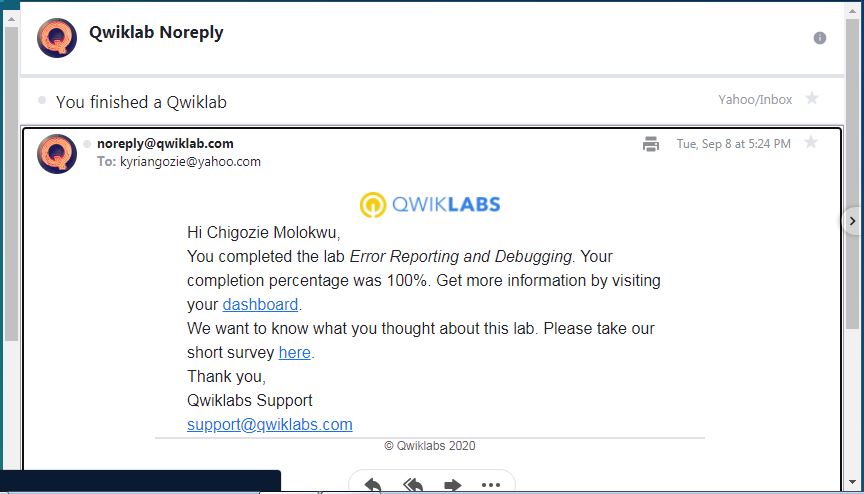 Qwiklab Noreply
You finished a Qwiklab
Yahoo/Inbox
noreply@qwiklab.com
Tue, Sep 8 at 5:24 PM
To: kyriangozie@yahoo.com
QWIKLABS
Hi Chigozie Molokwu,
You completed the lab Error Reporting and Debugging. Your
completion percentage was 100%. Get more information by visiting
your dashboard.
We want to know what you thought about this lab. Please take our
short survey here.
Thank you,
Qwiklabs Support
support@qwiklabs.com
© Qwiklabs 2020